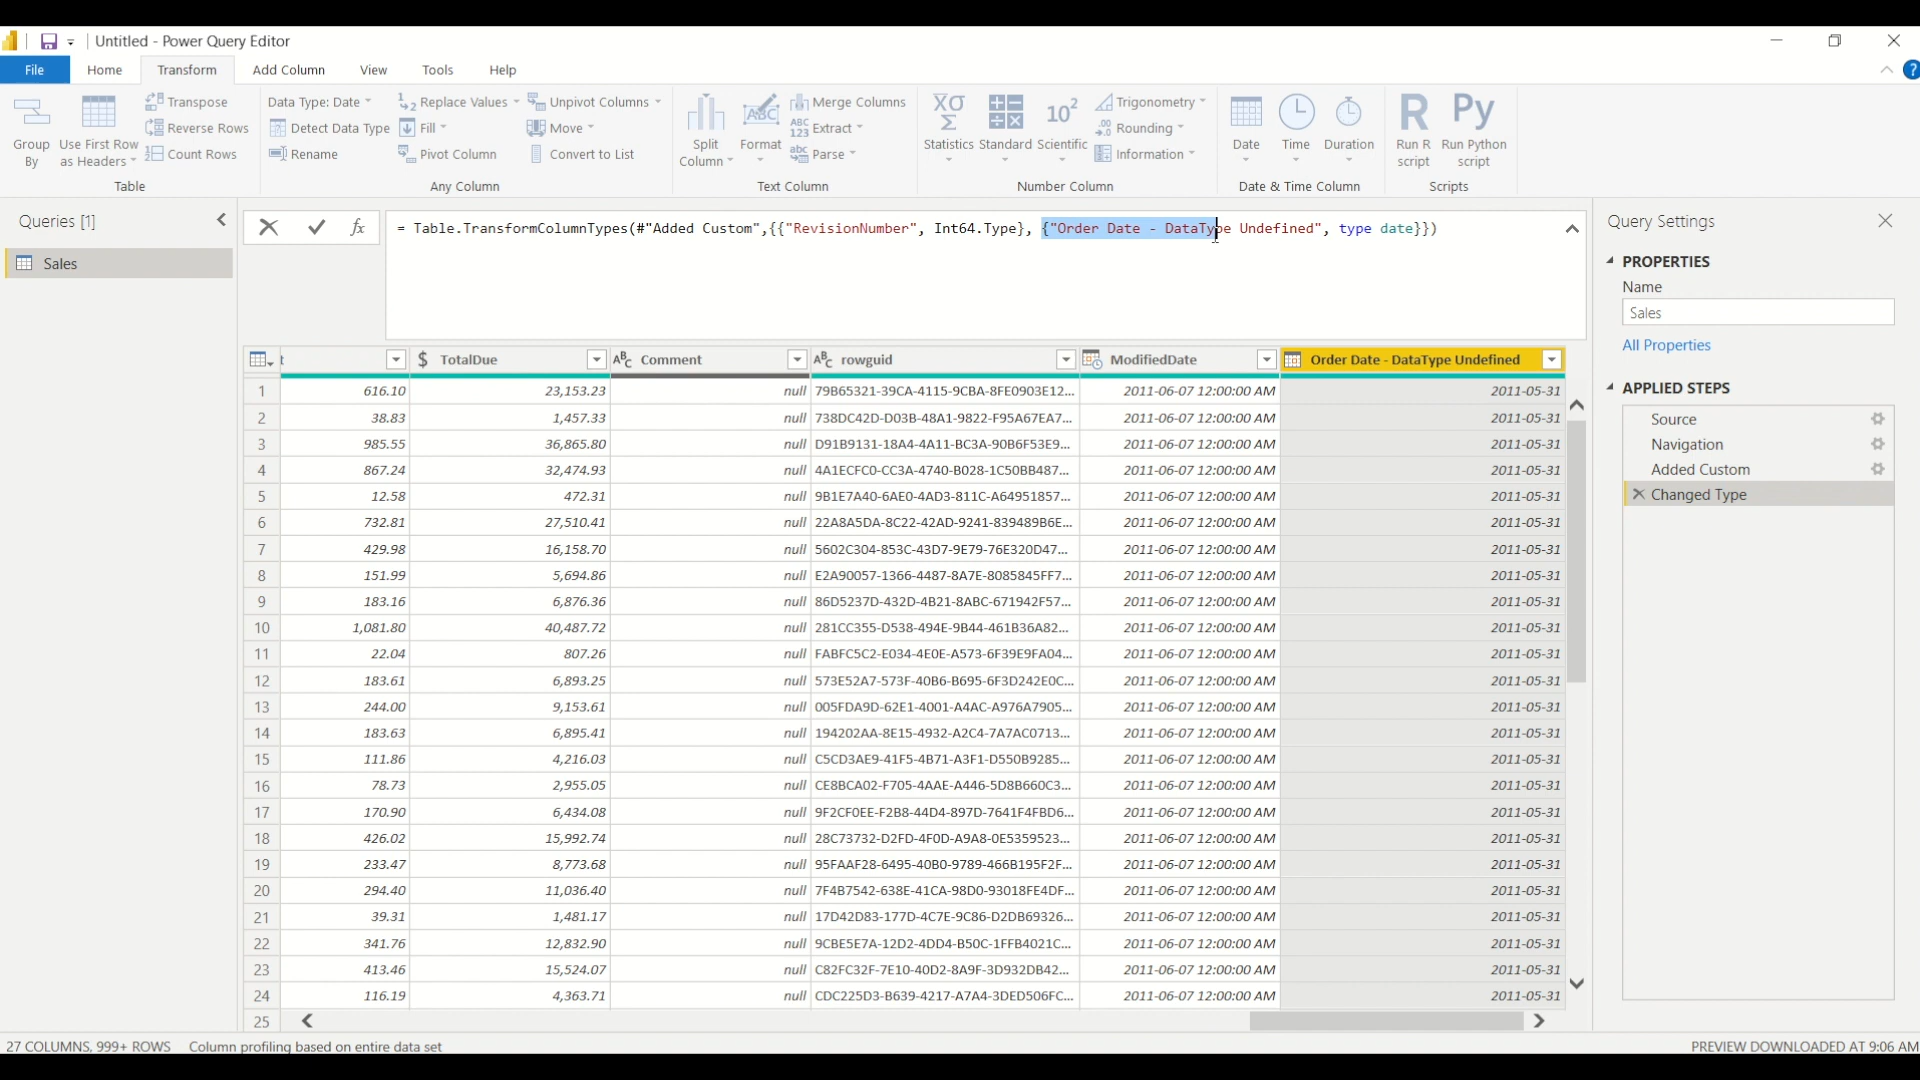 Untitled - Power Query Editor
File Home Transform Add Column View Tools Help
Group By
Use First Row as Headers
Transpose
Reverse Rows
Count Rows
Table
Data Type: Date
Detect Data Type
Rename
Replace Values
Fill
Pivot Column
Unpivot Columns
Move
Convert to List
Any Column
Split Column
Format
Merge Columns
Extract
Parse
Text Column
Statistics
Standard
Scientific
Trigonometry
Rounding
Information
Number Column
Date
Time
Duration
Date & Time Column
Run R script
Run Python script
Scripts
Queries [1]
Sales
= Table.TransformColumnTypes(#"Added Custom",{{"RevisionNumber", Int64.Type}, {"Order Date - DataType Undefined", type date}})
t $ TotalDue ABC Comment ABC rowguid ModifiedDate Order Date - DataType Undefined
1 616.10 23,153.23 null 79B65321-39CA-4115-9CBA-8FE0903E12... 2011-06-07 12:00:00 AM 2011-05-31
2 38.83 1,457.33 null 738DC42D-D03B-48A1-9822-F95A67EA7... 2011-06-07 12:00:00 AM 2011-05-31
3 985.55 36,865.80 null D91B9131-18A4-4A11-BC3A-90B6F53E9... 2011-06-07 12:00:00 AM 2011-05-31
4 867.24 32,474.93 null 4A1ECFC0-CC3A-4740-B028-1C50BB487... 2011-06-07 12:00:00 AM 2011-05-31
5 12.58 472.31 null 9B1E7A40-6AE0-4AD3-811C-A64951857... 2011-06-07 12:00:00 AM 2011-05-31
6 732.81 27,510.41 null 22A8A5DA-8C22-42AD-9241-839489B6E... 2011-06-07 12:00:00 AM 2011-05-31
7 429.98 16,158.70 null 5602C304-853C-43D7-9E79-76E320D47... 2011-06-07 12:00:00 AM 2011-05-31
8 151.99 5,694.86 null E2A90057-1366-4487-8A7E-8085845FF7... 2011-06-07 12:00:00 AM 2011-05-31
9 183.16 6,876.36 null 86D5237D-432D-4B21-8ABC-671942F57... 2011-06-07 12:00:00 AM 2011-05-31
10 1,081.80 40,487.72 null 281CC355-D538-494E-9B44-461B36A82... 2011-06-07 12:00:00 AM 2011-05-31
11 22.04 807.26 null FABFC5C2-E034-4E0E-A573-6F39E9FA04... 2011-06-07 12:00:00 AM 2011-05-31
12 183.61 6,893.25 null 573E52A7-573F-40B6-B695-6F3D242E0C... 2011-06-07 12:00:00 AM 2011-05-31
13 244.00 9,153.61 null 005FDA9D-62E1-4001-A4AC-A976A7905... 2011-06-07 12:00:00 AM 2011-05-31
14 183.63 6,895.41 null 194202AA-8E15-4932-A2C4-7A7AC0713... 2011-06-07 12:00:00 AM 2011-05-31
15 111.86 4,216.03 null C5CD3AE9-41F5-4B71-A3F1-D550B9285... 2011-06-07 12:00:00 AM 2011-05-31
16 78.73 2,955.05 null CE8BCA02-F705-4AAE-A446-5D8B660C3... 2011-06-07 12:00:00 AM 2011-05-31
17 170.90 6,434.08 null 9F2CF0EE-F2B8-44D4-897D-7641F4FBD6... 2011-06-07 12:00:00 AM 2011-05-31
18 426.02 15,992.74 null 28C73732-D2FD-4F0D-A9A8-0E5359523... 2011-06-07 12:00:00 AM 2011-05-31
19 233.47 8,773.68 null 95FAAF28-6495-40B0-9789-466B195F2F... 2011-06-07 12:00:00 AM 2011-05-31
20 294.40 11,036.40 null 7F4B7542-638E-41CA-98D0-93018FE4DF... 2011-06-07 12:00:00 AM 2011-05-31
21 39.31 1,481.17 null 17D42D83-177D-4C7E-9C86-D2DB69326... 2011-06-07 12:00:00 AM 2011-05-31
22 341.76 12,832.90 null 9CBE5E7A-12D2-4DD4-B50C-1FFB4021C... 2011-06-07 12:00:00 AM 2011-05-31
23 413.46 15,524.07 null C82FC32F-7E10-40D2-8A9F-3D932DB42... 2011-06-07 12:00:00 AM 2011-05-31
24 116.19 4,363.71 null CDC225D3-B639-4217-A7A4-3DED506FC... 2011-06-07 12:00:00 AM 2011-05-31
25
Query Settings
PROPERTIES
Name
Sales
All Properties
APPLIED STEPS
Source
Navigation
Added Custom
Changed Type
27 COLUMNS, 999+ ROWS Column profiling based on entire data set PREVIEW DOWNLOADED AT 9:06 AM